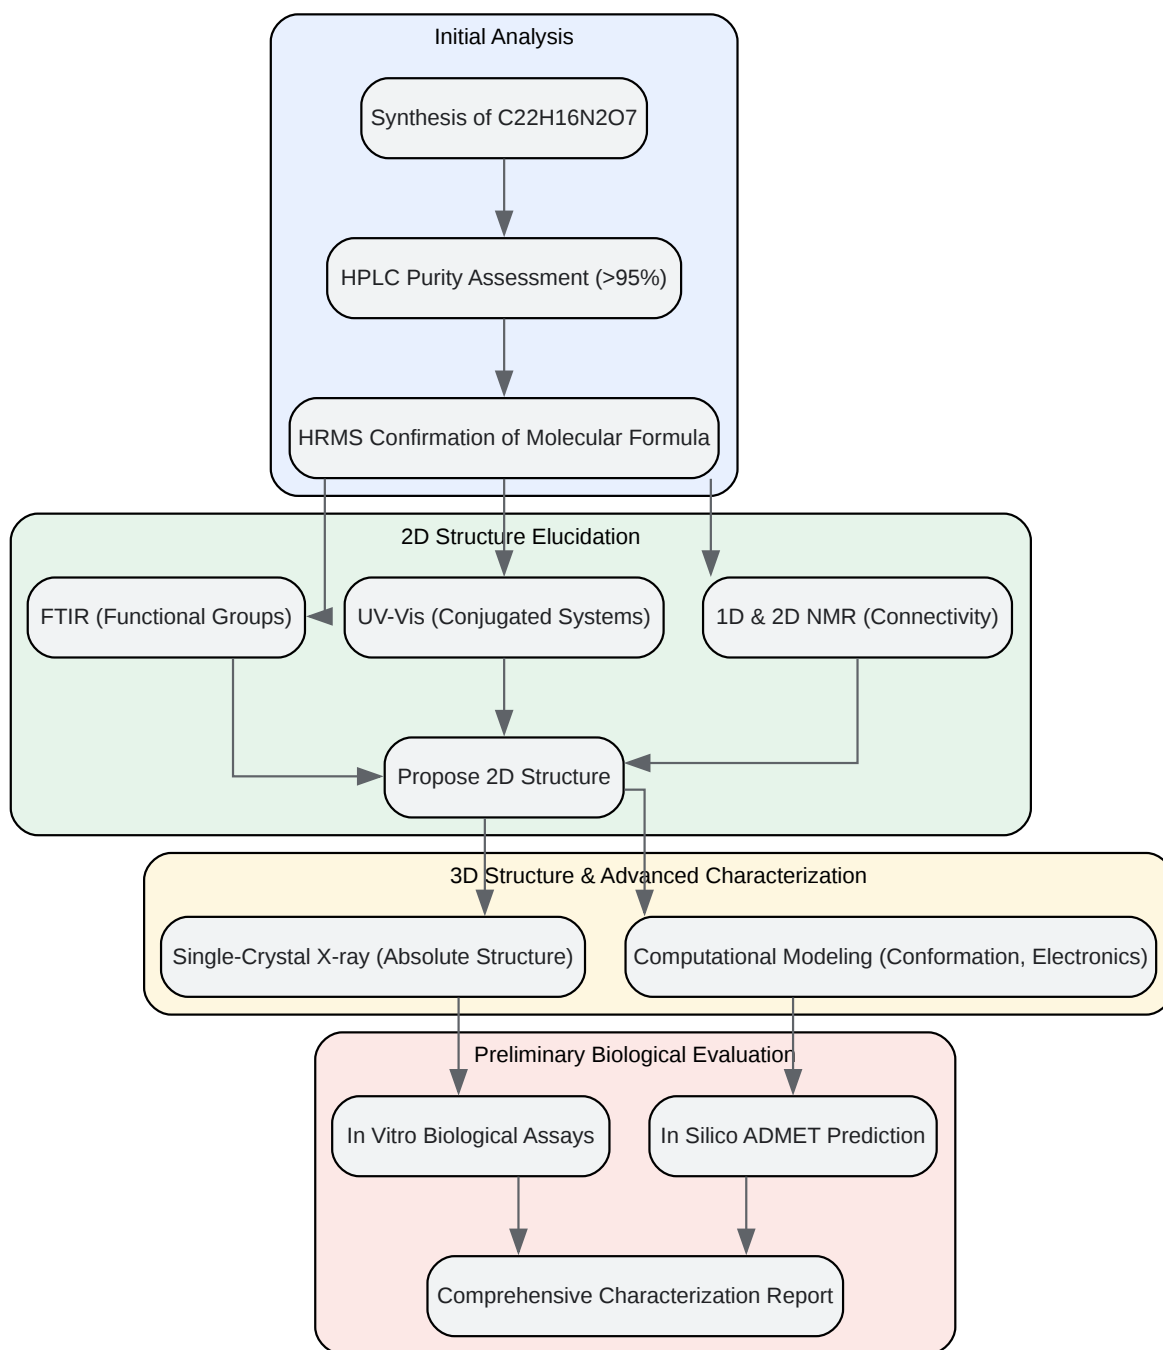 Initial Analysis
Synthesis of C22H16N2O7
HPLC Purity Assessment (>95%)
HRMS Confirmation of Molecular Formula
2D Structure Elucidation
FTIR (Functional Groups)
UV-Vis (Conjugated Systems)
1D & 2D NMR (Connectivity)
Propose 2D Structure
3D Structure & Advanced Characterization
Single-Crystal X-ray (Absolute Structure)
Computational Modeling (Conformation, Electronics)
Preliminary Biological Evaluation
In Vitro Biological Assays
In Silico ADMET Prediction
Comprehensive Characterization Report